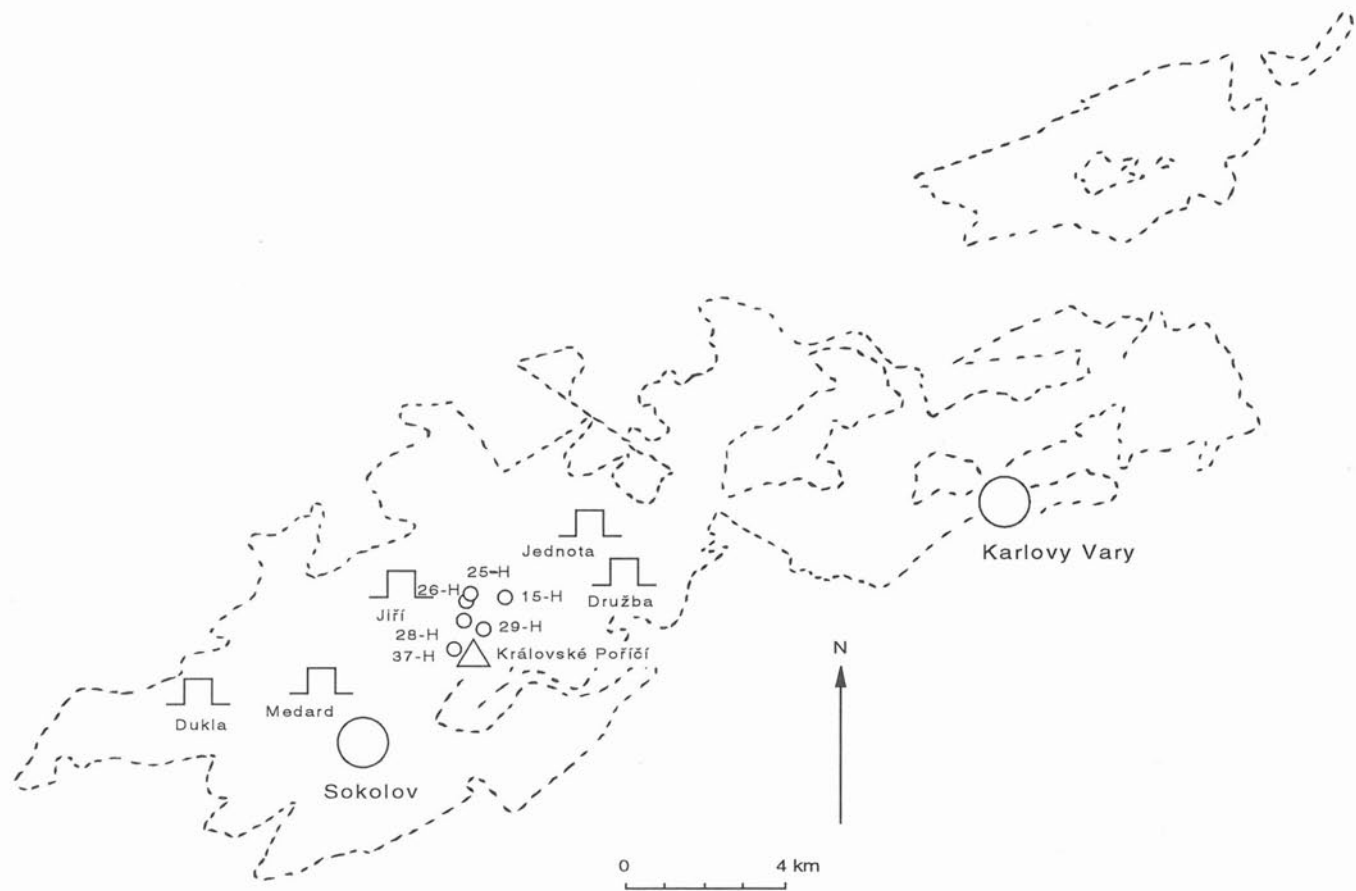 Jednota
25-H
26-H
15-H
Družba
Jiří
28-H
29-H
37-H
Královské Poříčí
Karlovy Vary
N
Dukla
Medard
Sokolov
0
4 km